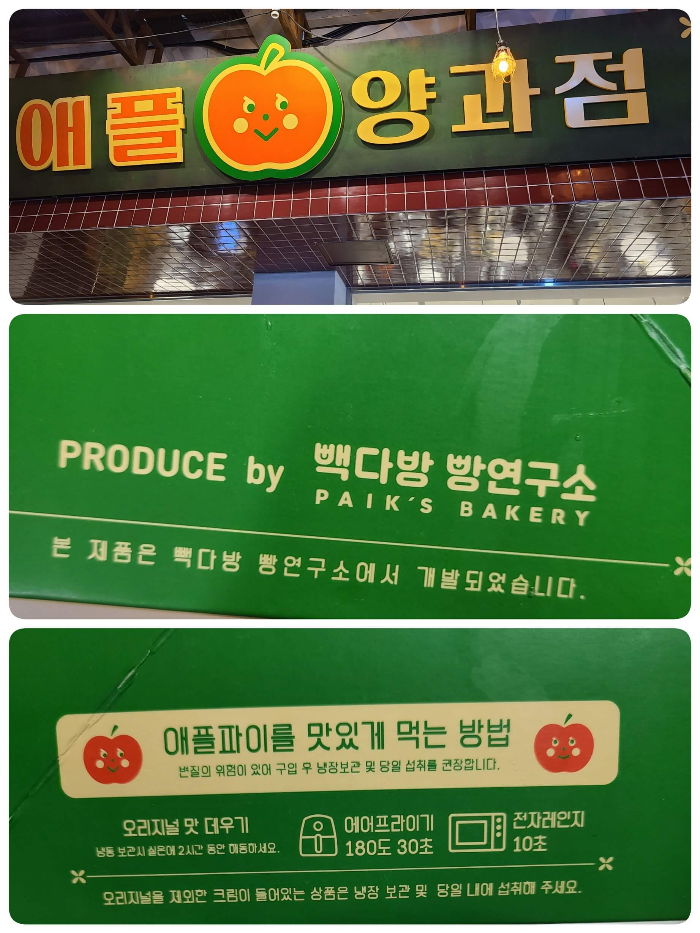 애플 양과점
PRODUCE by 빽다방 빵연구소
PAIK'S BAKERY
본 제품은 빽다방 빵연구소에서 개발되었습니다.
애플파이를 맛있게 먹는 방법
변질의 위험이 있어 구입 후 냉장보관 및 당일 섭취를 권장합니다.
오리지널 맛 데우기
냉동 보관시 실온에 2시간 동안 해동하세요.
에어프라이기
180도 30초
전자레인지
10초
오리지널을 제외한 크림이 들어있는 상품은 냉장 보관 및 당일 내에 섭취해 주세요.